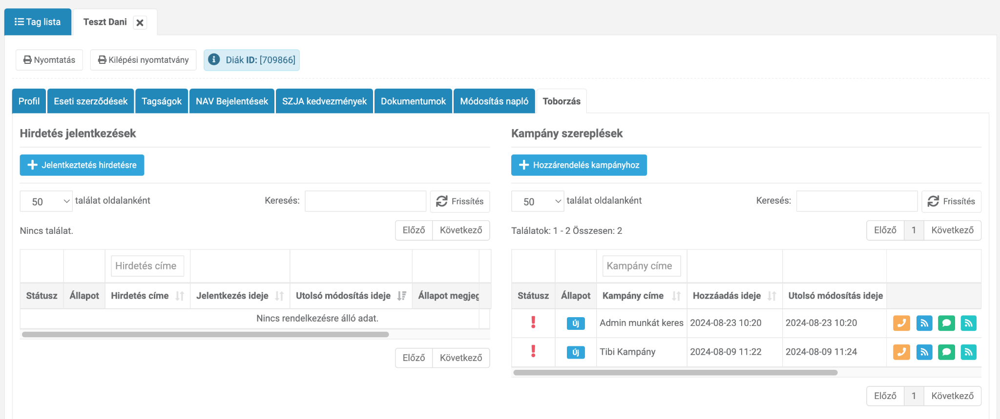 Tag lista
Teszt Dani
Nyomtatás
Kilépési nyomtatvány
Diák ID: [709866]
Profil
Eseti szerződések
Tagságok
NAV Bejelentések
SZJA kedvezmények
Dokumentumok
Módosítás napló
Toborzás
Hirdetés jelentkezések
Jelentkeztetés hirdetésre
50 találat oldalanként
Keresés:
Frissítés
Nincs találat.
Előző
Következő
Hirdetés címe
Státusz
Állapot
Hirdetés címe
Jelentkezés ideje
Utolsó módosítás ideje
Állapot megjeg
Nincs rendelkezésre álló adat.
Előző
Következő
Kampány szereplések
Hozzárendelés kampányhoz
50 találat oldalanként
Keresés:
Frissítés
Találatok: 1 - 2 Összesen: 2
Előző
1
Következő
Kampány címe
Státusz
Állapot
Kampány címe
Hozzáadás ideje
Utolsó módosítás ideje
Új Admin munkát keres 2024-08-23 10:20 2024-08-23 10:20
Új Tibi Kampány 2024-08-09 11:22 2024-08-09 11:24
Előző
1
Következő